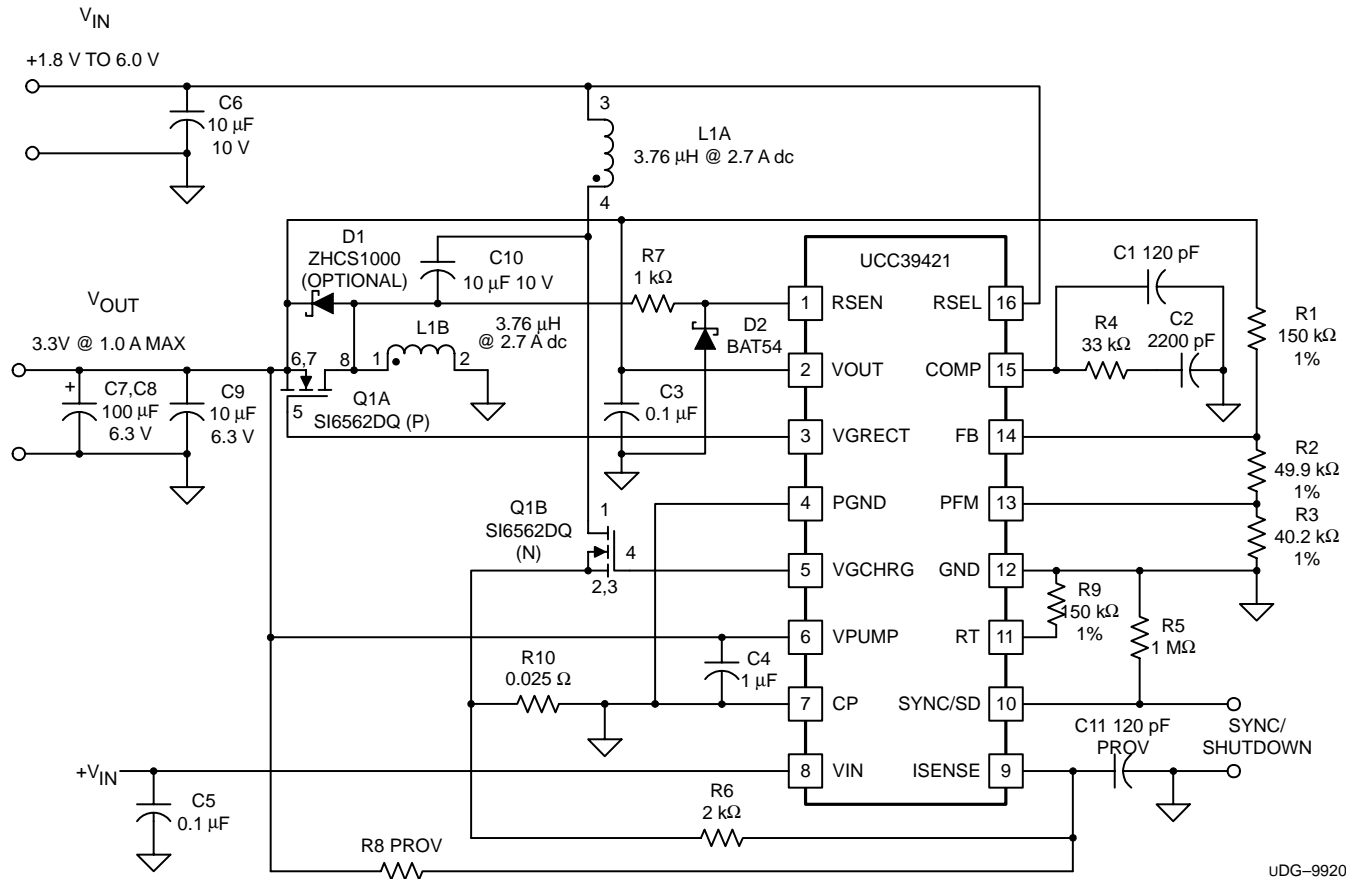 VIN
+1.8 V TO 6.0 V
C6
10 μF
10 V
3
L1A
3.76 μH @ 2.7 A dc
4
D1
ZHCS1000
(OPTIONAL)
C10
10 μF 10 V
R7
1 kΩ
UCC39421
C1 120 pF
VOUT
3.3V @ 1.0 A MAX
6,7
8
5
1
L1B
2
3.76 μH
@ 2.7 A dc
D2
BAT54
1
RSEN
RSEL
16
R4
33 kΩ
C2
2200 pF
R1
150 kΩ
1%
+
C7,C8
100 μF
6.3 V
C9
10 μF
6.3 V
Q1A
SI6562DQ (P)
C3
0.1 μF
2
VOUT
COMP
15
3
VGRECT
FB
14
R2
49.9 kΩ
1%
Q1B
SI6562DQ
(N)
1
4
2,3
4
PGND
PFM
13
R3
40.2 kΩ
1%
5
VGCHRG
GND
12
R9
150 kΩ
1%
R5
1 MΩ
6
VPUMP
RT
11
R10
0.025 Ω
C4
1 μF
7
CP
SYNC/SD
10
SYNC/
SHUTDOWN
C11 120 pF
PROV
+VIN
8
VIN
ISENSE
9
C5
0.1 μF
R6
2 kΩ
R8 PROV
UDG–9920